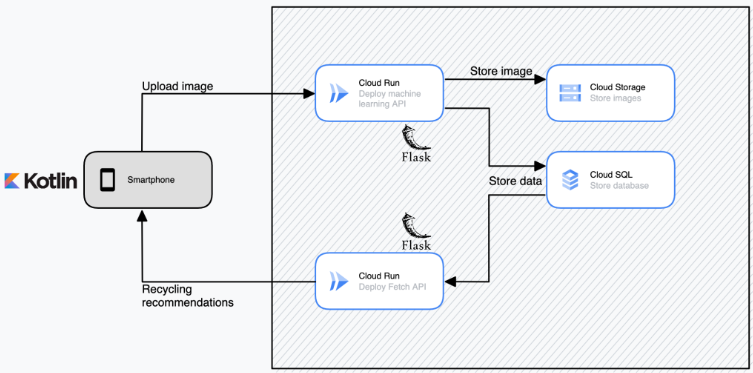 Upload image
Cloud Run
Deploy machine
learning API
Flask
Store image
Cloud Storage
Store images
Kotlin
Smartphone
Store data
Cloud SQL
Store database
Flask
Cloud Run
Deploy Fetch API
Recycling
recommendations